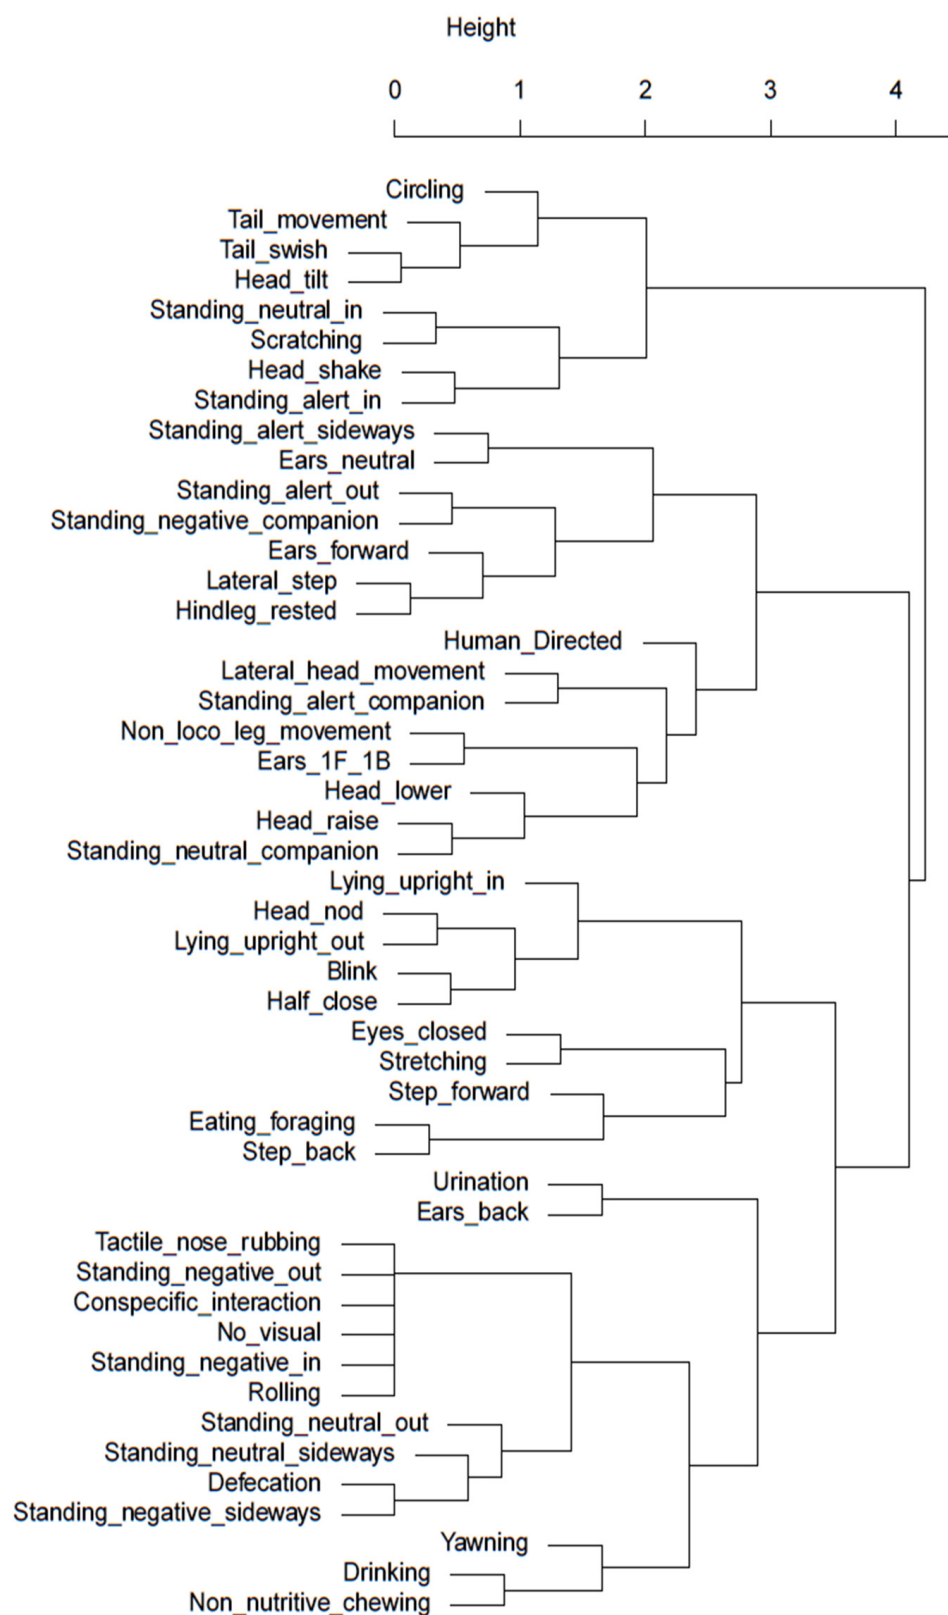 Height
0 1 2 3 4
Circling
Tail_movement
Tail_swish
Head_tilt
Standing_neutral_in
Scratching
Head_shake
Standing_alert_in
Standing_alert_sideways
Ears_neutral
Standing_alert_out
Standing_negative_companion
Ears_forward
Lateral_step
Hindleg_rested
Human_Directed
Lateral_head_movement
Standing_alert_companion
Non_loco_leg_movement
Ears_1F_1B
Head_lower
Head_raise
Standing_neutral_companion
Lying_upright_in
Head_nod
Lying_upright_out
Blink
Half_close
Eyes_closed
Stretching
Step_forward
Eating_foraging
Step_back
Urination
Ears_back
Tactile_nose_rubbing
Standing_negative_out
Conspecific_interaction
No_visual
Standing_negative_in
Rolling
Standing_neutral_out
Standing_neutral_sideways
Defecation
Standing_negative_sideways
Yawning
Drinking
Non_nutritive_chewing